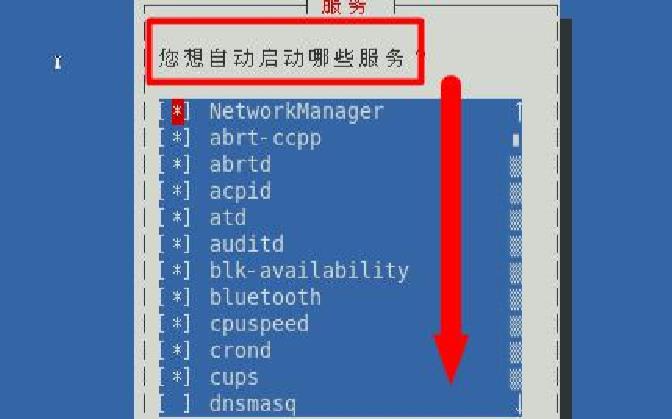 服务
您想自动启动哪些服务？
[*] NetworkManager
[*] abrt-ccpp
[*] abrtd
[*] acpid
[*] atd
[*] auditd
[*] blk-availability
[*] bluetooth
[*] cpuspeed
[*] crond
[*] cups
[ ] dnsmasq